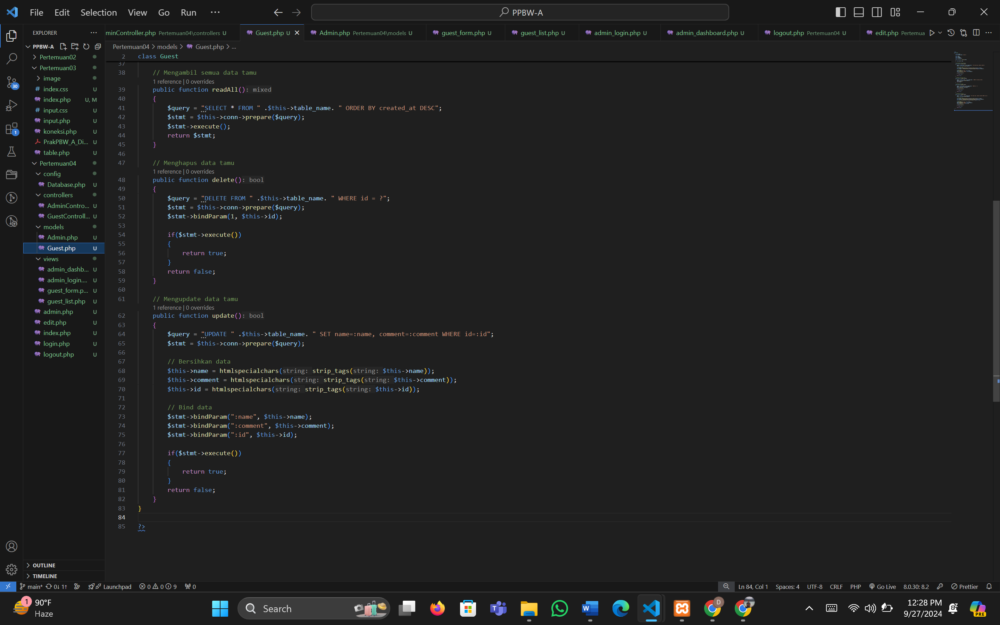 File Edit Selection View Go Run ··· PPBW-A
EXPLORER ···
PPBW-A
Pertemuan02
Pertemuan03
image
# index.css U
index.php U, M
# input.css U
input.php U
koneksi.php U
PrakPBW_A_Di... U
table.php U
Pertemuan04
config
Database.php U
controllers
AdminContro... U
GuestControll... U
models
Admin.php U
Guest.php U
views
admin_dashb... U
admin_login.... U
guest_form.p... U
guest_list.php U
admin.php U
edit.php U
index.php U
login.php U
logout.php U
OUTLINE
TIMELINE
minController.php Pertemuan04\controllers U Guest.php U Admin.php Pertemuan04\models U guest_form.php U guest_list.php U admin_login.php U admin_dashboard.php U logout.php Pertemuan04 U edit.php Pertemua
Pertemuan04 > models > Guest.php > ...
2 class Guest
37
38 // Mengambil semua data tamu
1 reference | 0 overrides
39 public function readAll(): mixed
40 {
41 $query = "SELECT * FROM " .$this->table_name. " ORDER BY created_at DESC";
42 $stmt = $this->conn->prepare($query);
43 $stmt->execute();
44 return $stmt;
45 }
46
47 // Menghapus data tamu
1 reference | 0 overrides
48 public function delete(): bool
49 {
50 $query = "DELETE FROM " .$this->table_name. " WHERE id = ?";
51 $stmt = $this->conn->prepare($query);
52 $stmt->bindParam(1, $this->id);
53
54 if($stmt->execute())
55 {
56 return true;
57 }
58 return false;
59 }
60
61 // Mengupdate data tamu
1 reference | 0 overrides
62 public function update(): bool
63 {
64 $query = "UPDATE " .$this->table_name. " SET name=:name, comment=:comment WHERE id=:id";
65 $stmt = $this->conn->prepare($query);
66
67 // Bersihkan data
68 $this->name = htmlspecialchars(string: strip_tags(string: $this->name));
69 $this->comment = htmlspecialchars(string: strip_tags(string: $this->comment));
70 $this->id = htmlspecialchars(string: strip_tags(string: $this->id));
71
72 // Bind data
73 $stmt->bindParam(":name", $this->name);
74 $stmt->bindParam(":comment", $this->comment);
75 $stmt->bindParam(":id", $this->id);
76
77 if($stmt->execute())
78 {
79 return true;
80 }
81 return false;
82 }
83 }
84
85 ?>
30
1
main* 0↓ 1↑ Launchpad 0 0 9 0 Ln 84, Col 1 Spaces: 4 UTF-8 CRLF PHP Go Live 8.0.30: 8.2 Prettier
1 90°F
Haze
Search
D
12:28 PM
9/27/2024
PRE